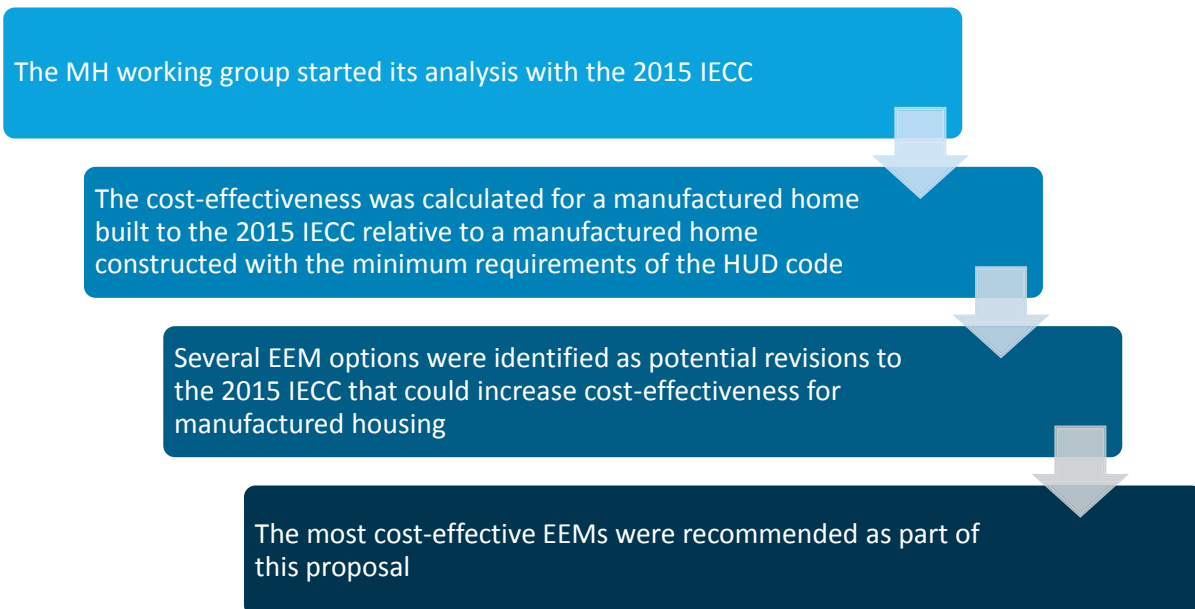 The MH working group started its analysis with the 2015 IECC
The cost-effectiveness was calculated for a manufactured home
built to the 2015 IECC relative to a manufactured home
constructed with the minimum requirements of the HUD code
Several EEM options were identified as potential revisions to
the 2015 IECC that could increase cost-effectiveness for
manufactured housing
The most cost-effective EEMs were recommended as part of
this proposal